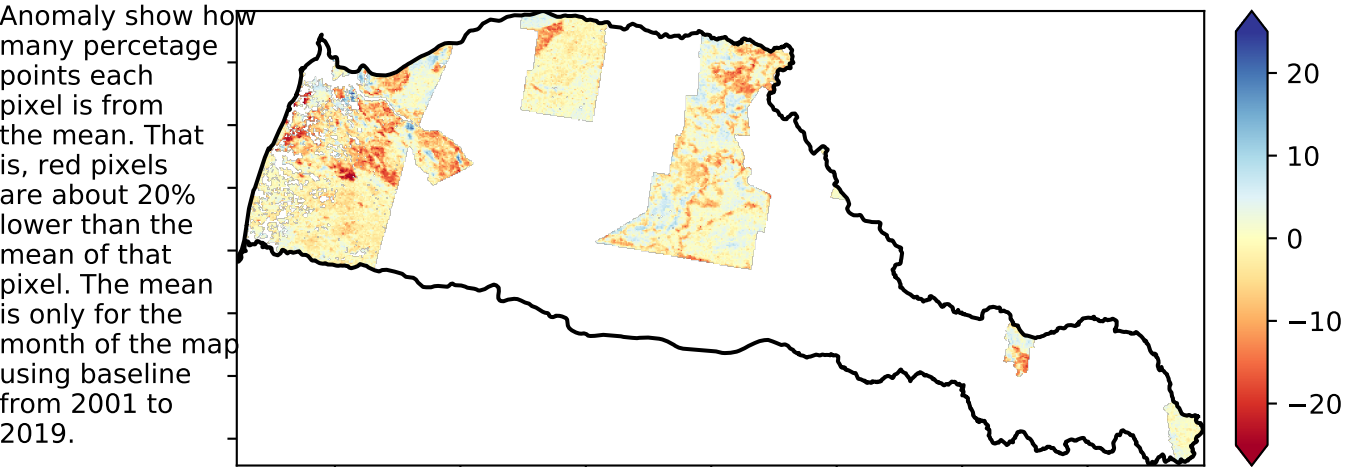 Anomaly show how
many percetage
points each
pixel is from
the mean. That
is, red pixels
are about 20%
lower than the
mean of that
pixel. The mean
is only for the
month of the map
using baseline
from 2001 to
2019.
20
10
0
−10
−20